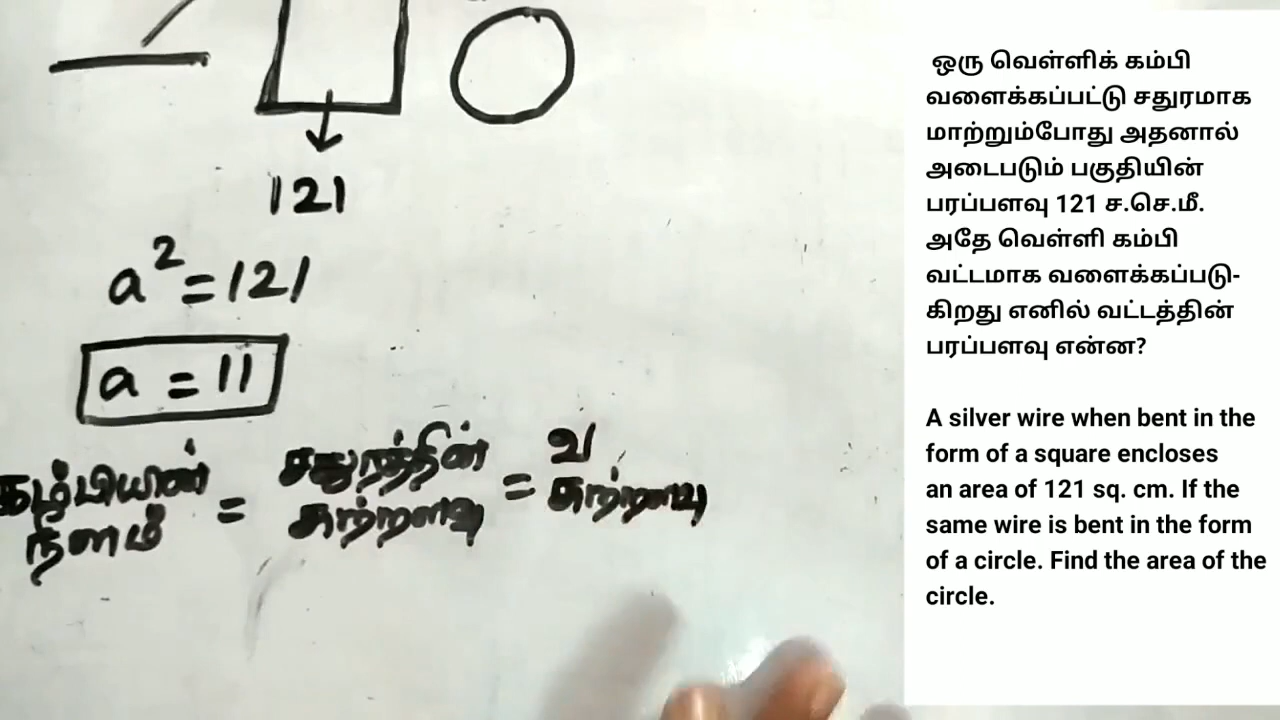 121
a² = 121
a = 11
கம்பியின் நீளம் = சதுரத்தின் சுற்றளவு = வ சுற்றளவு
ஒரு வெள்ளிக் கம்பி
வளைக்கப்பட்டு சதுரமாக
மாற்றும்போது அதனால்
அடைபடும் பகுதியின்
பரப்பளவு 121 ச.செ.மீ.
அதே வெள்ளி கம்பி
வட்டமாக வளைக்கப்படு-
கிறது எனில் வட்டத்தின்
பரப்பளவு என்ன?
A silver wire when bent in the
form of a square encloses
an area of 121 sq. cm. If the
same wire is bent in the form
of a circle. Find the area of the
circle.